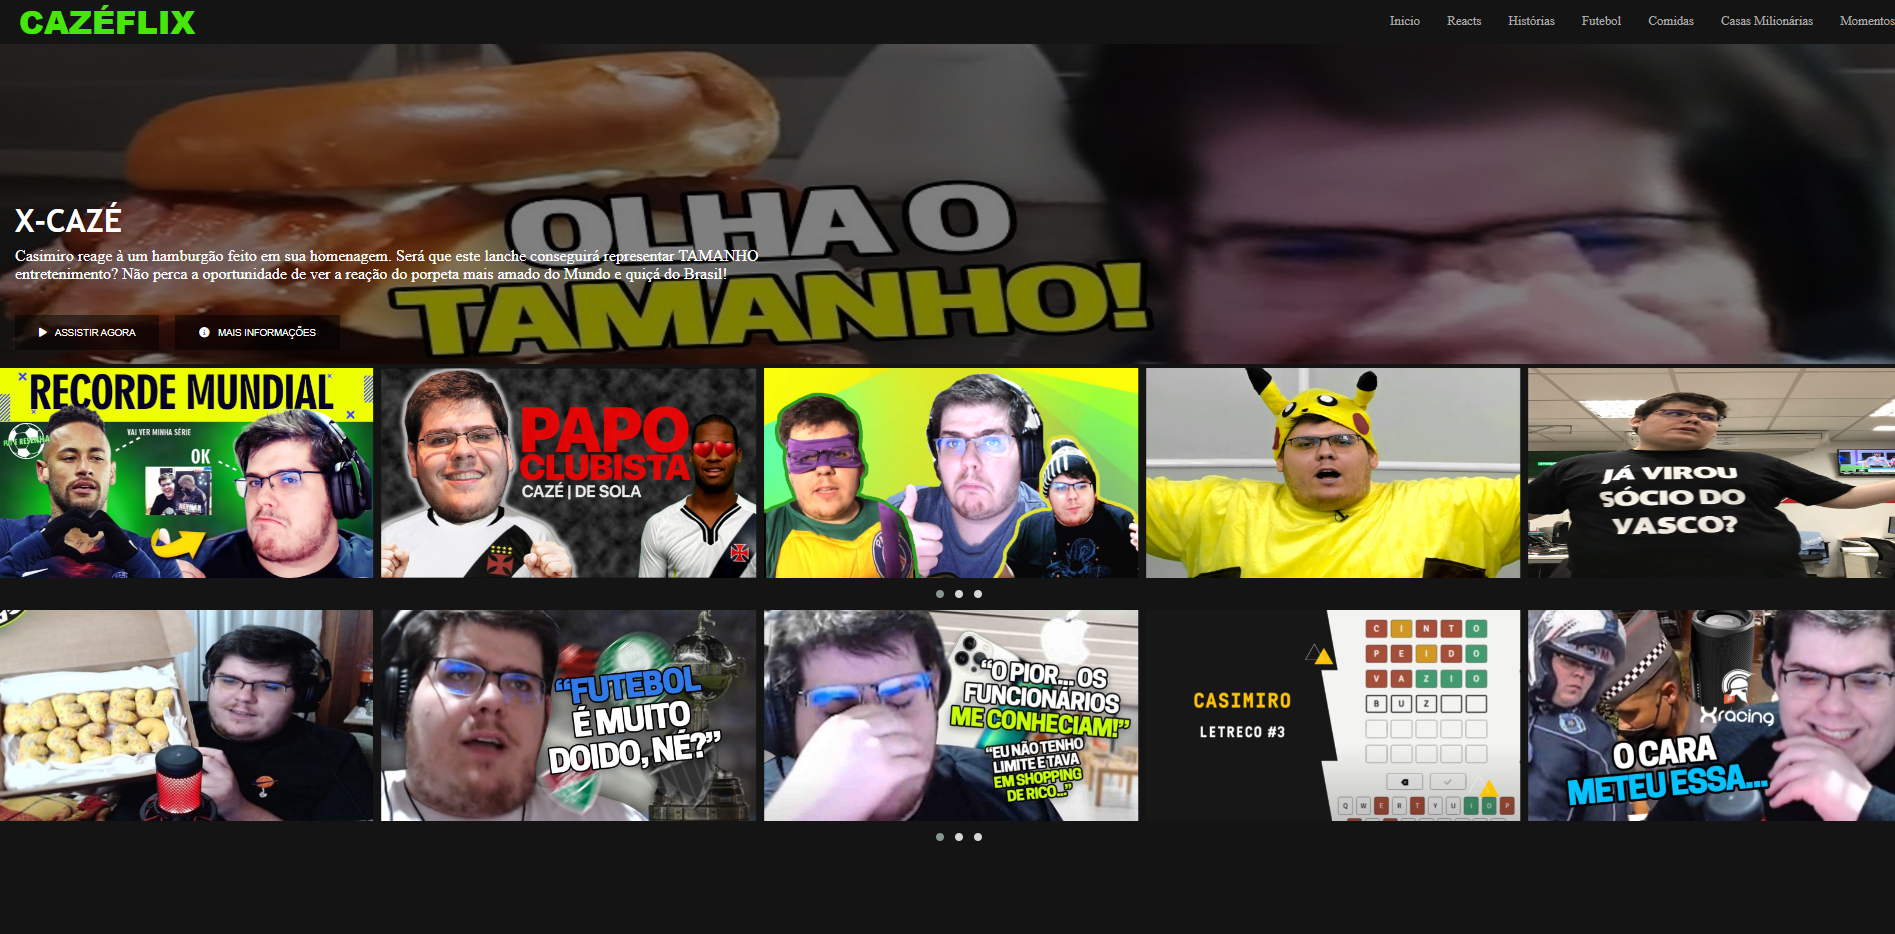 CAZÉFLIX
Inicio Reacts Histórias Futebol Comidas Casas Milionárias Momentos
OLHA O
TAMANHO!
X-CAZÉ
Casimiro reage à um hamburgão feito em sua homenagem. Será que este lanche conseguirá representar TAMANHO
entretenimento? Não perca a oportunidade de ver a reação do porpeta mais amado do Mundo e quiçá do Brasil!
ASSISTIR AGORA
MAIS INFORMAÇÕES
RECORDE MUNDIAL
VAI VER MINHA SÉRIE
OK
NEYMAR
PAPO
CLUBISTA
CAZÉ | DE SOLA
JÁ VIROU
SÓCIO DO
VASCO?
METEU
ESSA
"FUTEBOL
É MUITO
DOIDO, NÉ?"
"O PIOR... OS
FUNCIONÁRIOS
ME CONHECIAM!"
"EU NÃO TENHO
LIMITE E TAVA
EM SHOPPING
DE RICO..."
CASIMIRO
LETRECO #3
C I N T O
P E I D O
V A Z I O
B U Z
Q W E R T Y U I O P
Xracing
O CARA
METEU ESSA...